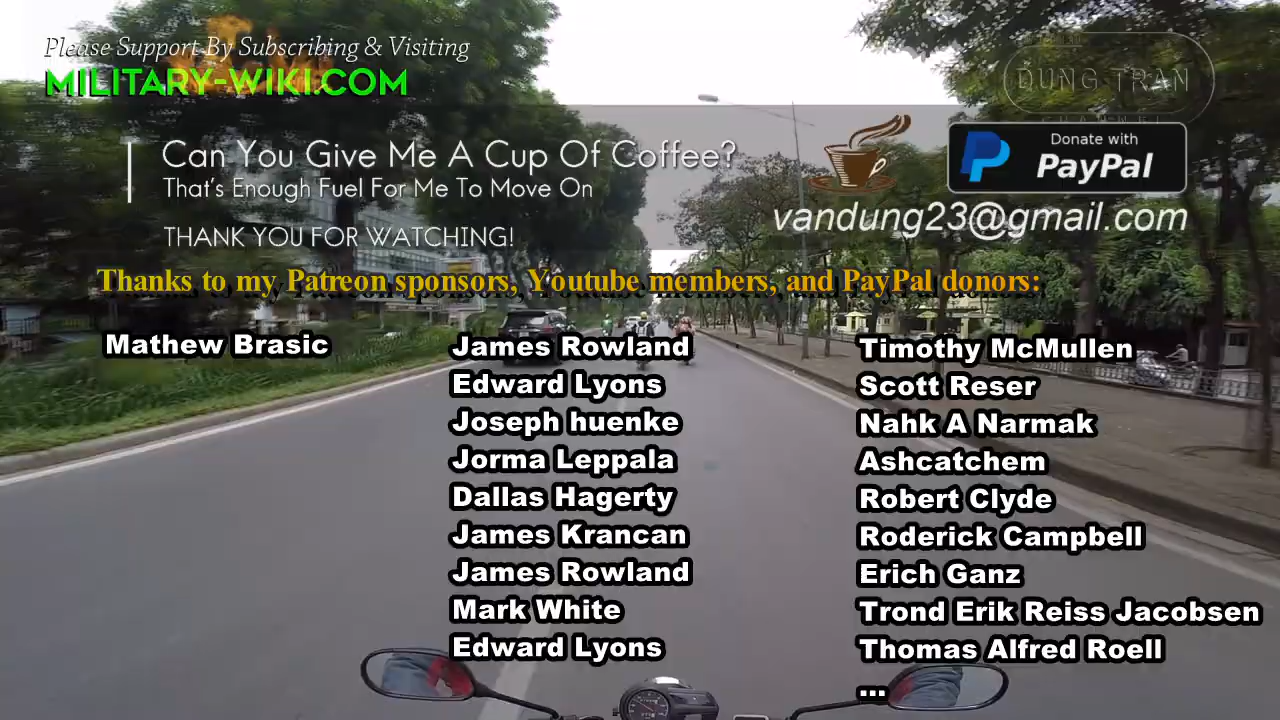 Please Support By Subscribing & Visiting
MILITARY-WIKI.COM
DUNG TRAN
CHANNEL
Can You Give Me A Cup Of Coffee?
That's Enough Fuel For Me To Move On
THANK YOU FOR WATCHING!
Donate with
PayPal
vandung23@gmail.com
Thanks to my Patreon sponsors, Youtube members, and PayPal donors:
Mathew Brasic
James Rowland
Edward Lyons
Joseph huenke
Jorma Leppala
Dallas Hagerty
James Krancan
James Rowland
Mark White
Edward Lyons
Timothy McMullen
Scott Reser
Nahk A Narmak
Ashcatchem
Robert Clyde
Roderick Campbell
Erich Ganz
Trond Erik Reiss Jacobsen
Thomas Alfred Roell
...